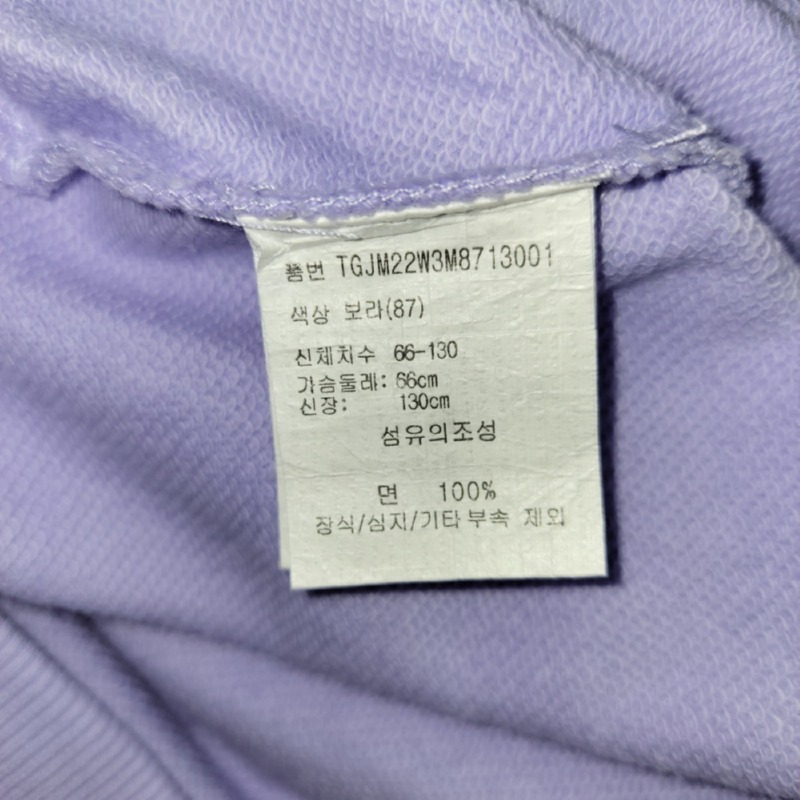 품번 TGJM22W3M8713001
색상 보라(87)
신체치수 66-130
가슴둘레: 66cm
신장: 130cm
섬유의조성
면 100%
장식/심지/기타 부속 제외